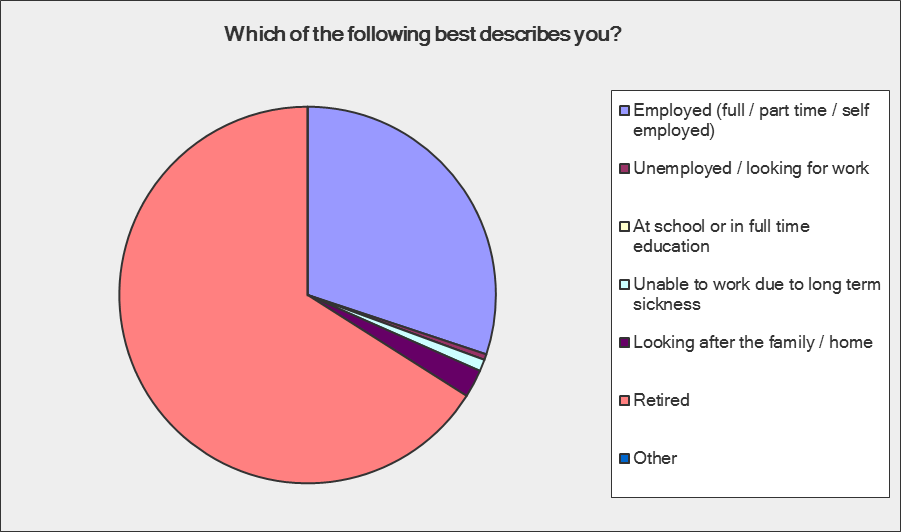 Which of the following best describes you?
Employed (full / part time / self
employed)
Unemployed / looking for work
At school or in full time
education
Unable to work due to long term
sickness
Looking after the family / home
Retired
Other